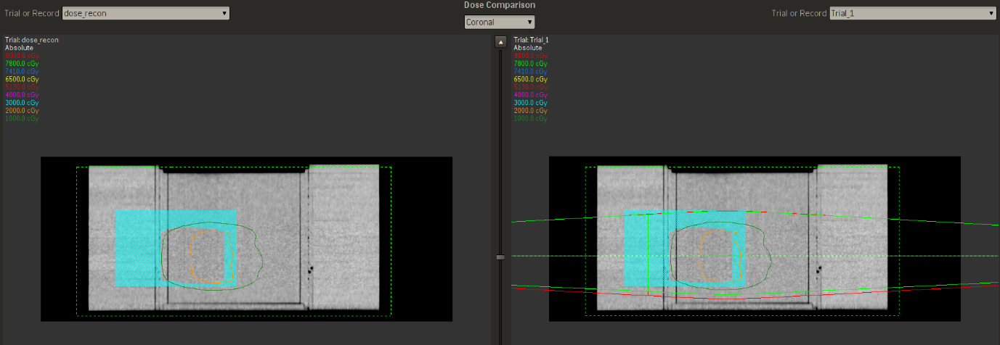 Dose Comparison
Trial or Record dose_recon
Coronal
Trial or Record Trial_1
Trial: dose_recon
Absolute
8000.0 cGy
7800.0 cGy
7410.0 cGy
6500.0 cGy
5130.0 cGy
4000.0 cGy
3000.0 cGy
2000.0 cGy
1000.0 cGy
Trial: Trial_1
Absolute
8000.0 cGy
7800.0 cGy
7410.0 cGy
6500.0 cGy
5130.0 cGy
4000.0 cGy
3000.0 cGy
2000.0 cGy
1000.0 cGy